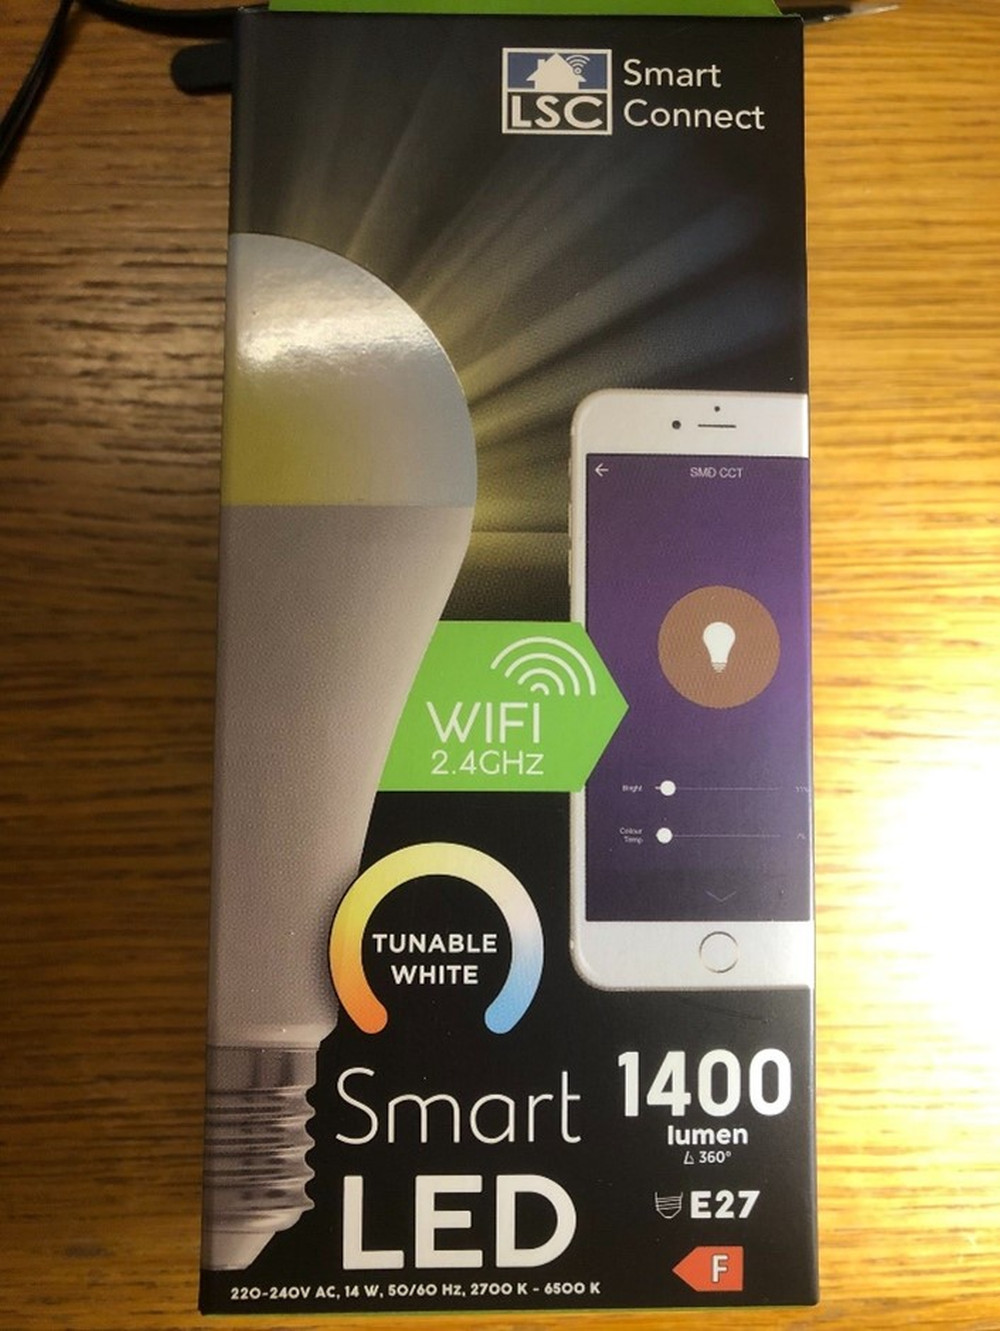 LSC
Smart
Connect
SMD CCT
WIFI
2.4GHz
Bright
Colour
Temp
TUNABLE
WHITE
Smart
LED
1400
lumen
360°
E27
F
220-240V AC, 14 W, 50/60 Hz, 2700 K - 6500 K